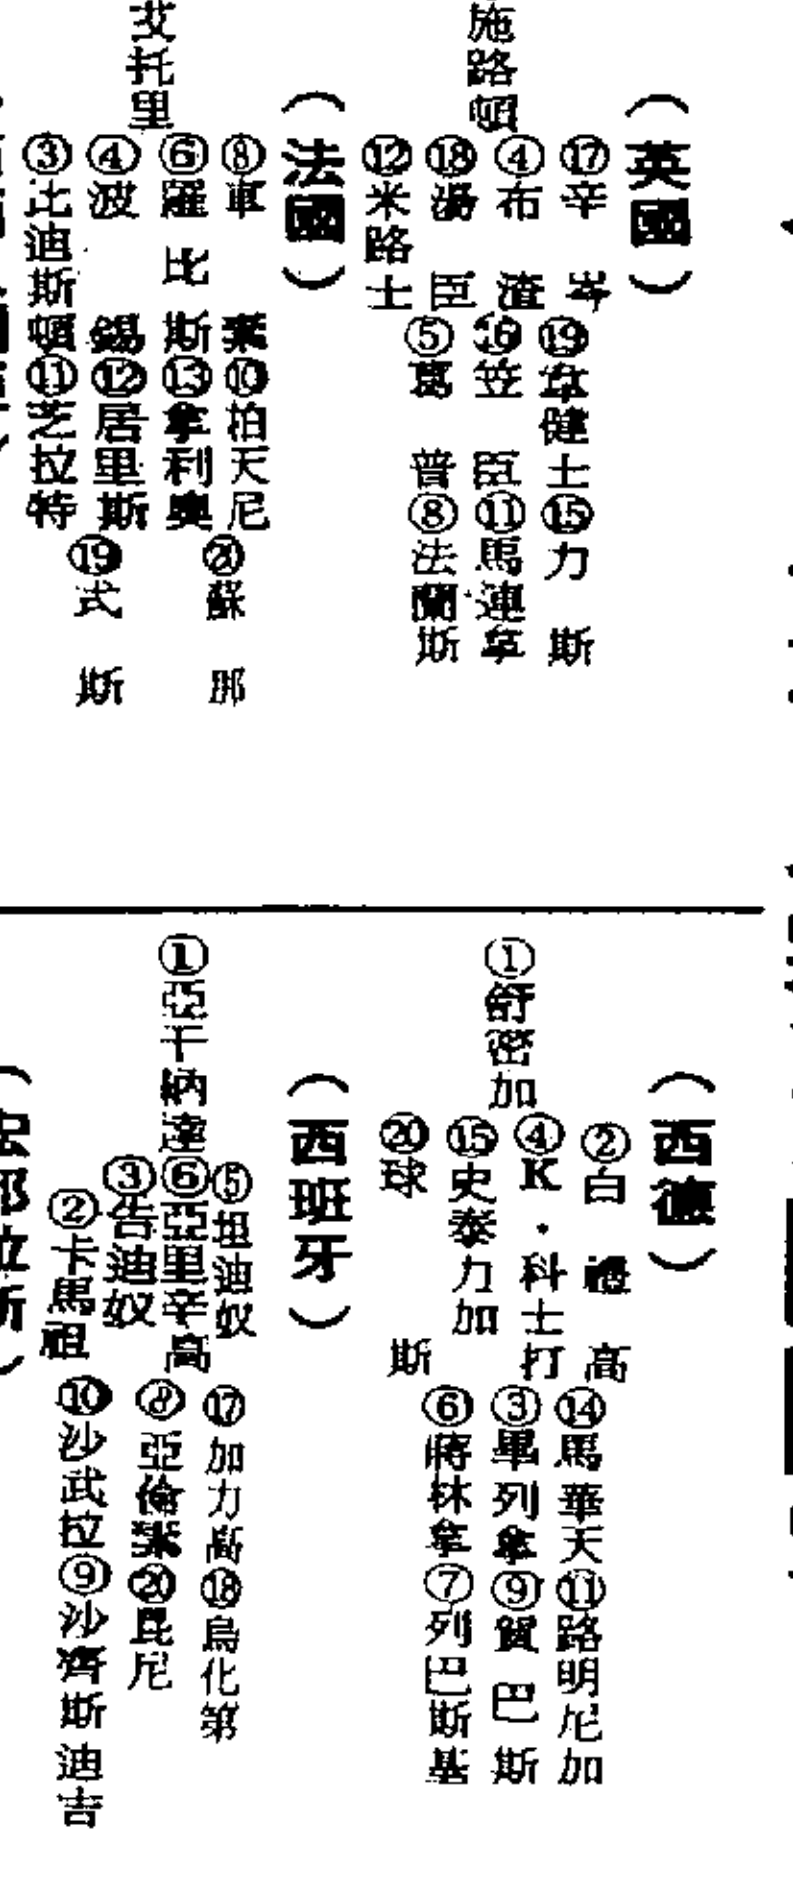 （英國）
施路頓
⑰辛岑
④布渣
⑱湯臣
⑫米路士
⑲韋健士
⑯笠臣
⑤葛普
⑮力斯
⑪馬連拿
⑧法蘭斯
（法國）
艾托里
⑧車
⑥羅比斯
④波錫
③比迪斯頓
⑩柏天尼
⑬拿利奧
⑫居里斯
⑪芝拉特
⑳蘇那
⑲式斯
（西德）
①舒密加
②白禮高
④K・科士打
⑮史泰力加
⑳球斯
⑭馬華天
③畢列拿
⑥蔣林拿
⑪路明尼加
⑨賀巴斯
⑦列巴斯基
（西班牙）
①亞干納達
⑤坦迪奴
⑥亞里辛高
③告迪奴
②卡馬祖
⑰加力高
⑧亞倫素
⑩沙武拉
⑱烏化第
⑳昆尼
⑨沙齊斯迪吉